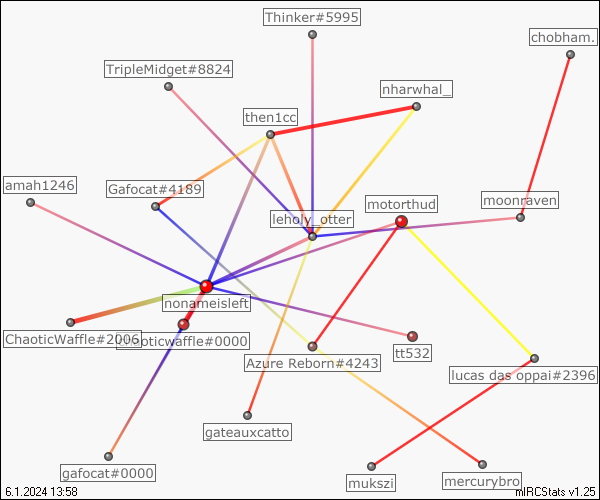 Thinker#5995
chobham.
TripleMidget#8824
nharwhal_
then1cc
amah1246
Gafocat#4189
motorthud
moonraven
leholy_otter
nonameisleft
ChaoticWaffle#2006
chaoticwaffle#0000
tt532
Azure Reborn#4243
lucas das oppai#2396
gateauxcatto
gafocat#0000
mukszi
mercurybro
6.1.2024 13:58
mIRCStats v1.25